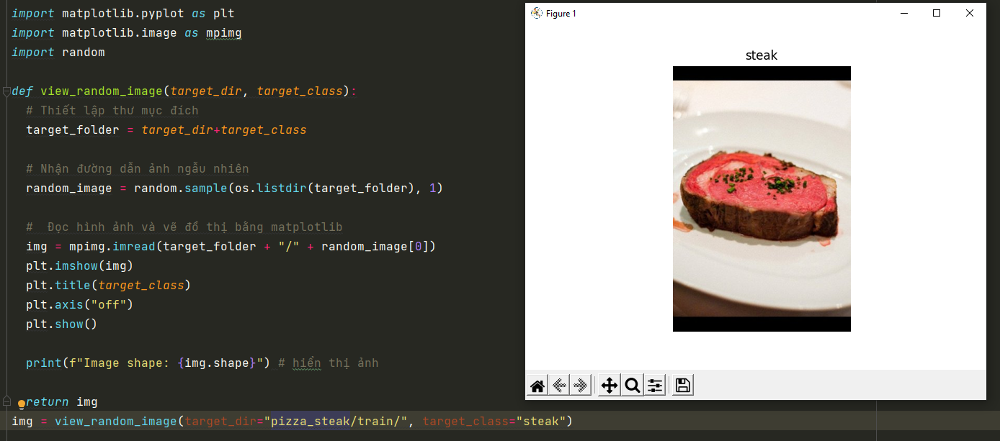 import matplotlib.pyplot as plt
import matplotlib.image as mpimg
import random
def view_random_image(target_dir, target_class):
# Thiết lập thư mục đích
target_folder = target_dir+target_class
# Nhận đường dẫn ảnh ngẫu nhiên
random_image = random.sample(os.listdir(target_folder), 1)
#  Đọc hình ảnh và vẽ đồ thị bằng matplotlib
img = mpimg.imread(target_folder + "/" + random_image[0])
plt.imshow(img)
plt.title(target_class)
plt.axis("off")
plt.show()
print(f"Image shape: {img.shape}") # hiển thị ảnh
return img
img = view_random_image(target_dir="pizza_steak/train/", target_class="steak")
Figure 1
steak